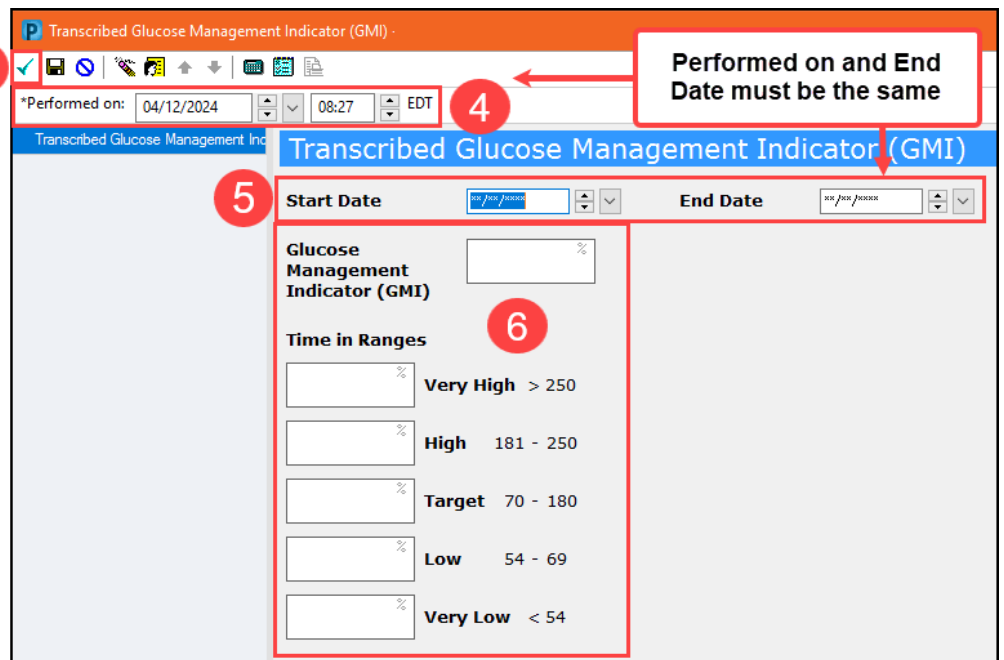 P Transcribed Glucose Management Indicator (GMI) -
Performed on and End
Date must be the same
*Performed on: 04/12/2024 08:27 EDT
4
Transcribed Glucose Management Inc
Transcribed Glucose Management Indicator (GMI)
5
Start Date **/**/**** End Date **/**/****
Glucose %
Management
Indicator (GMI)
6
Time in Ranges
% Very High > 250
% High 181 - 250
% Target 70 - 180
% Low 54 - 69
% Very Low < 54